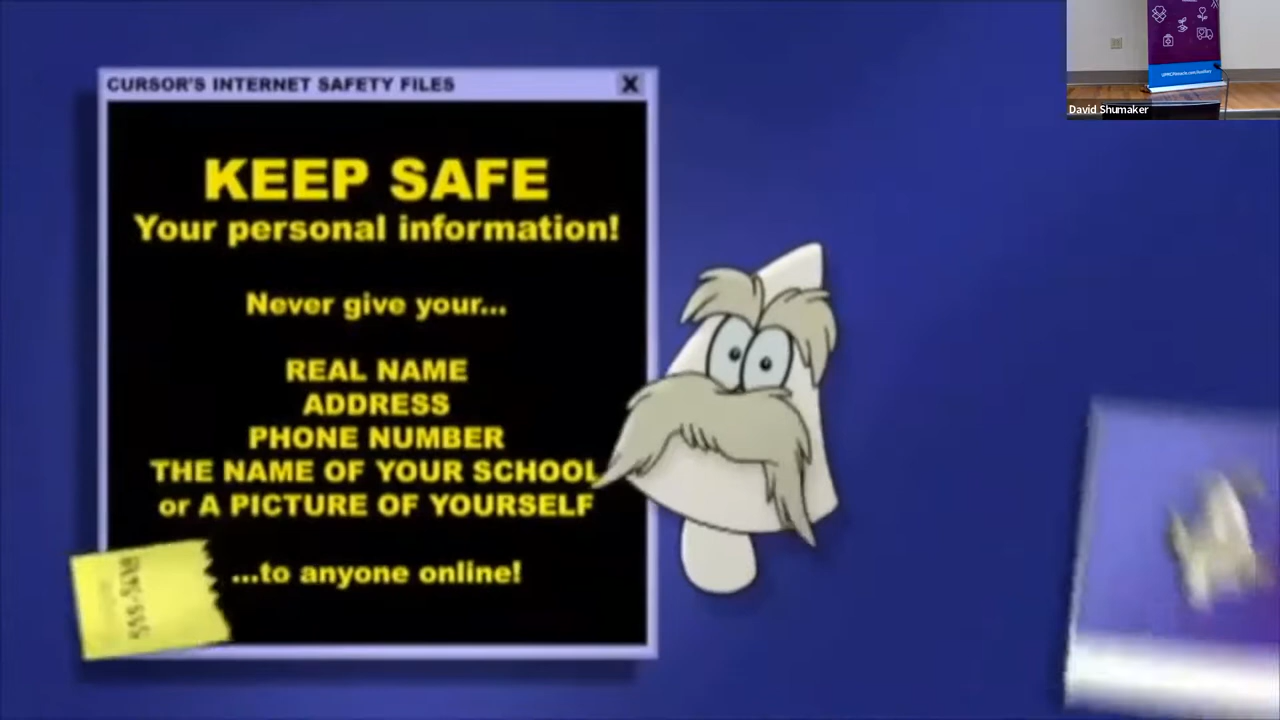 CURSOR'S INTERNET SAFETY FILES X
KEEP SAFE
Your personal information!
Never give your...
REAL NAME
ADDRESS
PHONE NUMBER
THE NAME OF YOUR SCHOOL
or A PICTURE OF YOURSELF
...to anyone online!
David Shumaker